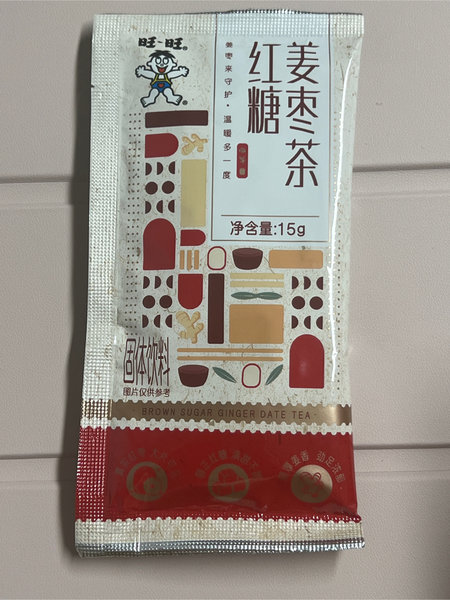 旺-旺®
姜枣来守护·温暖多一度
红糖
姜枣茶
净含量:15g
固体饮料
图片仅供参考
BROWN SUGAR GINGER DATE TEA